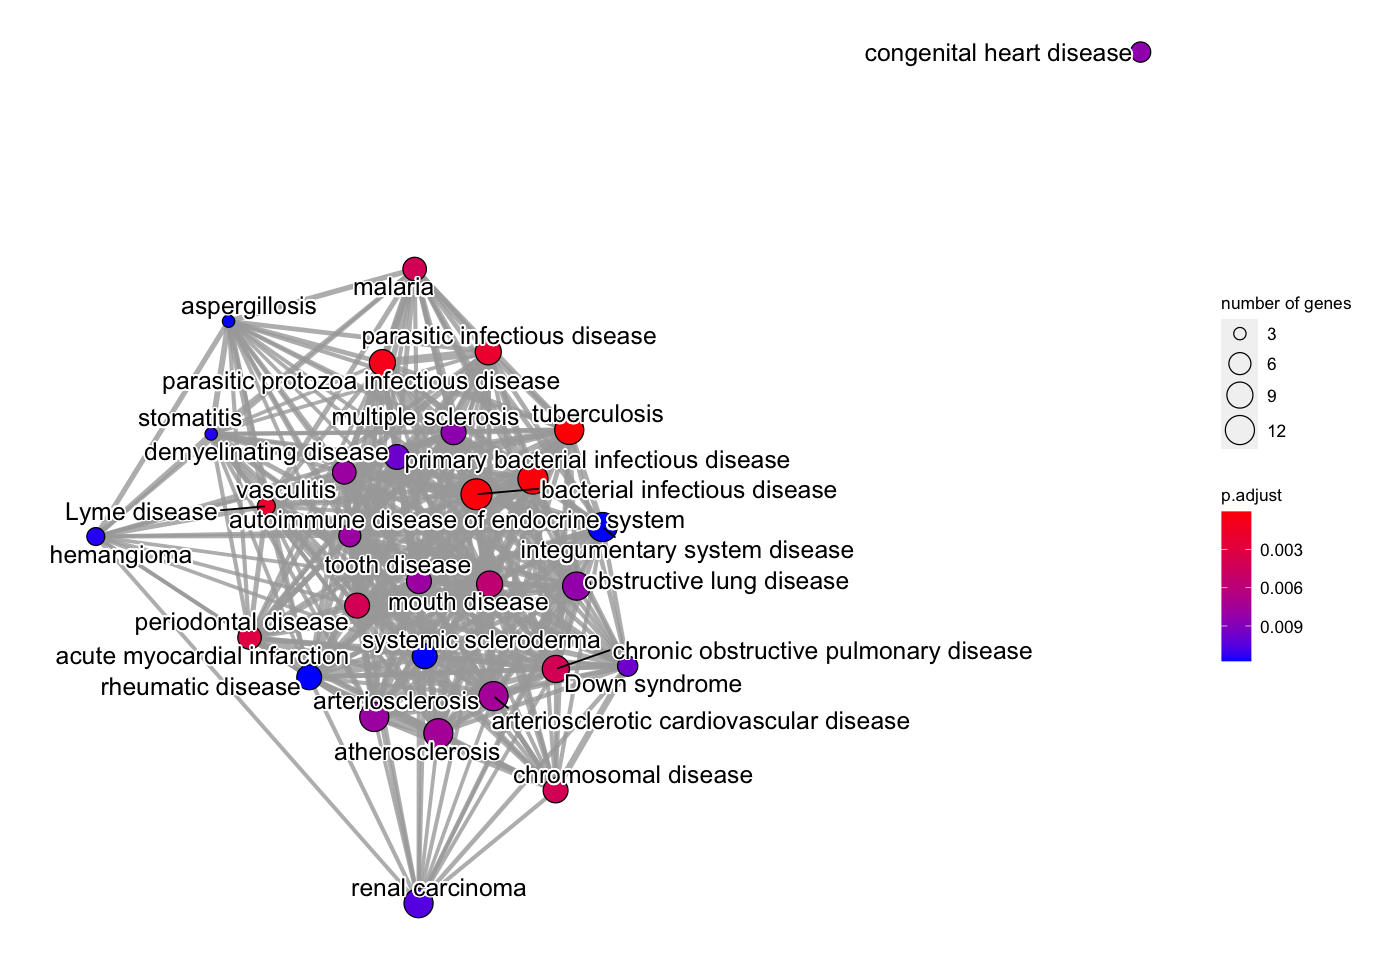 congenital heart disease
malaria
aspergillosis
parasitic infectious disease
parasitic protozoa infectious disease
stomatitis
multiple sclerosis
tuberculosis
demyelinating disease
primary bacterial infectious disease
vasculitis
bacterial infectious disease
Lyme disease
autoimmune disease of endocrine system
hemangioma
integumentary system disease
tooth disease
obstructive lung disease
mouth disease
periodontal disease
systemic scleroderma
acute myocardial infarction
chronic obstructive pulmonary disease
rheumatic disease
Down syndrome
arteriosclerosis
arteriosclerotic cardiovascular disease
atherosclerosis
chromosomal disease
renal carcinoma
number of genes
3
6
9
12
p.adjust
0.003
0.006
0.009